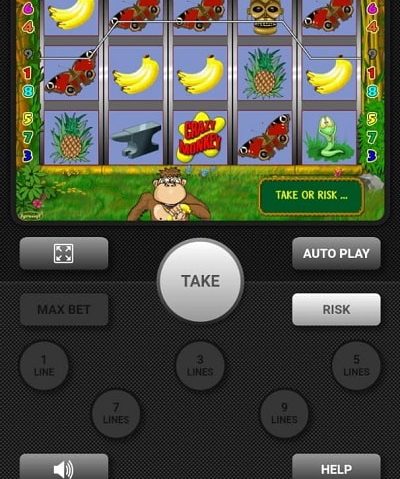 6 6
4 4
9 9
1 1
8 8
5 5
7 7
3 3
CRAZY
MONKEY
TAKE OR RISK ...
AUTO PLAY
TAKE
MAX BET
RISK
1
LINE
3
LINES
5
LINES
7
LINES
9
LINES
HELP